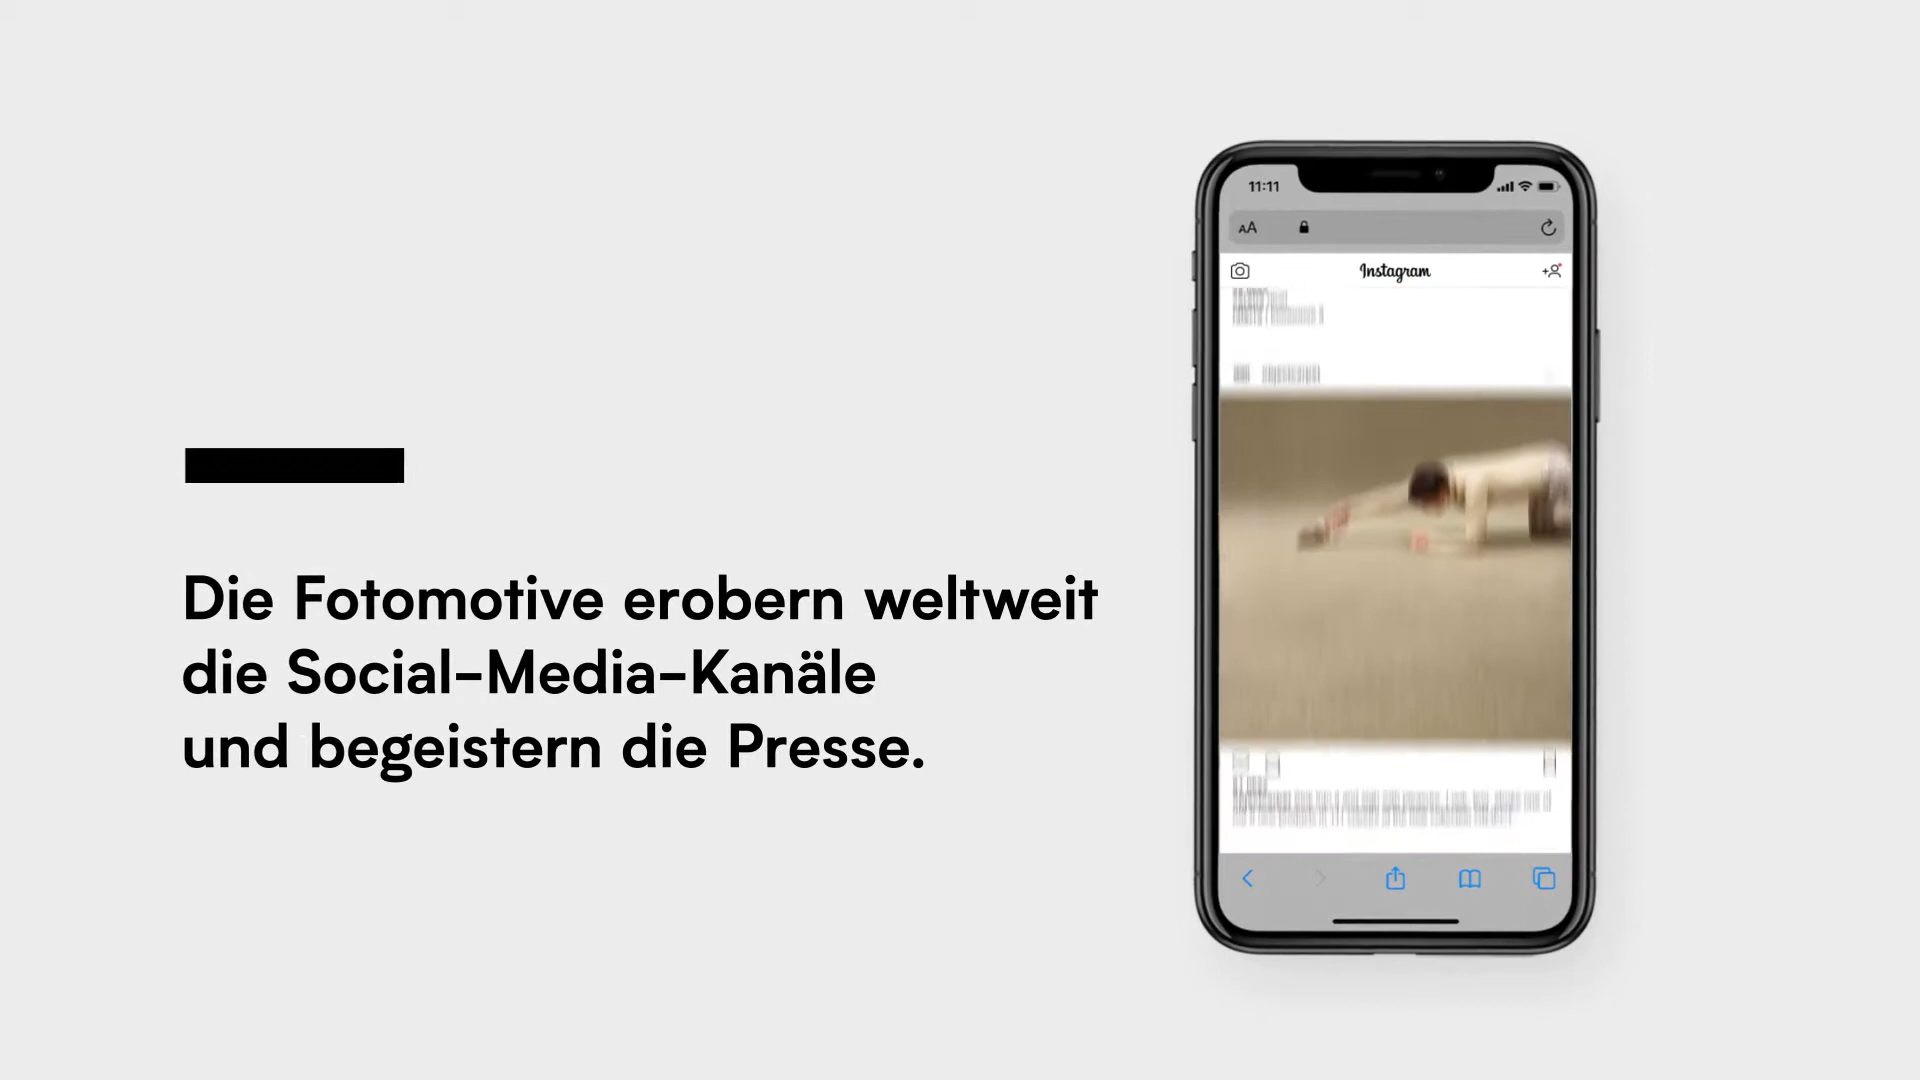 Die Fotomotive erobern weltweit
die Social-Media-Kanäle
und begeistern die Presse.
11:11
AA
Instagram